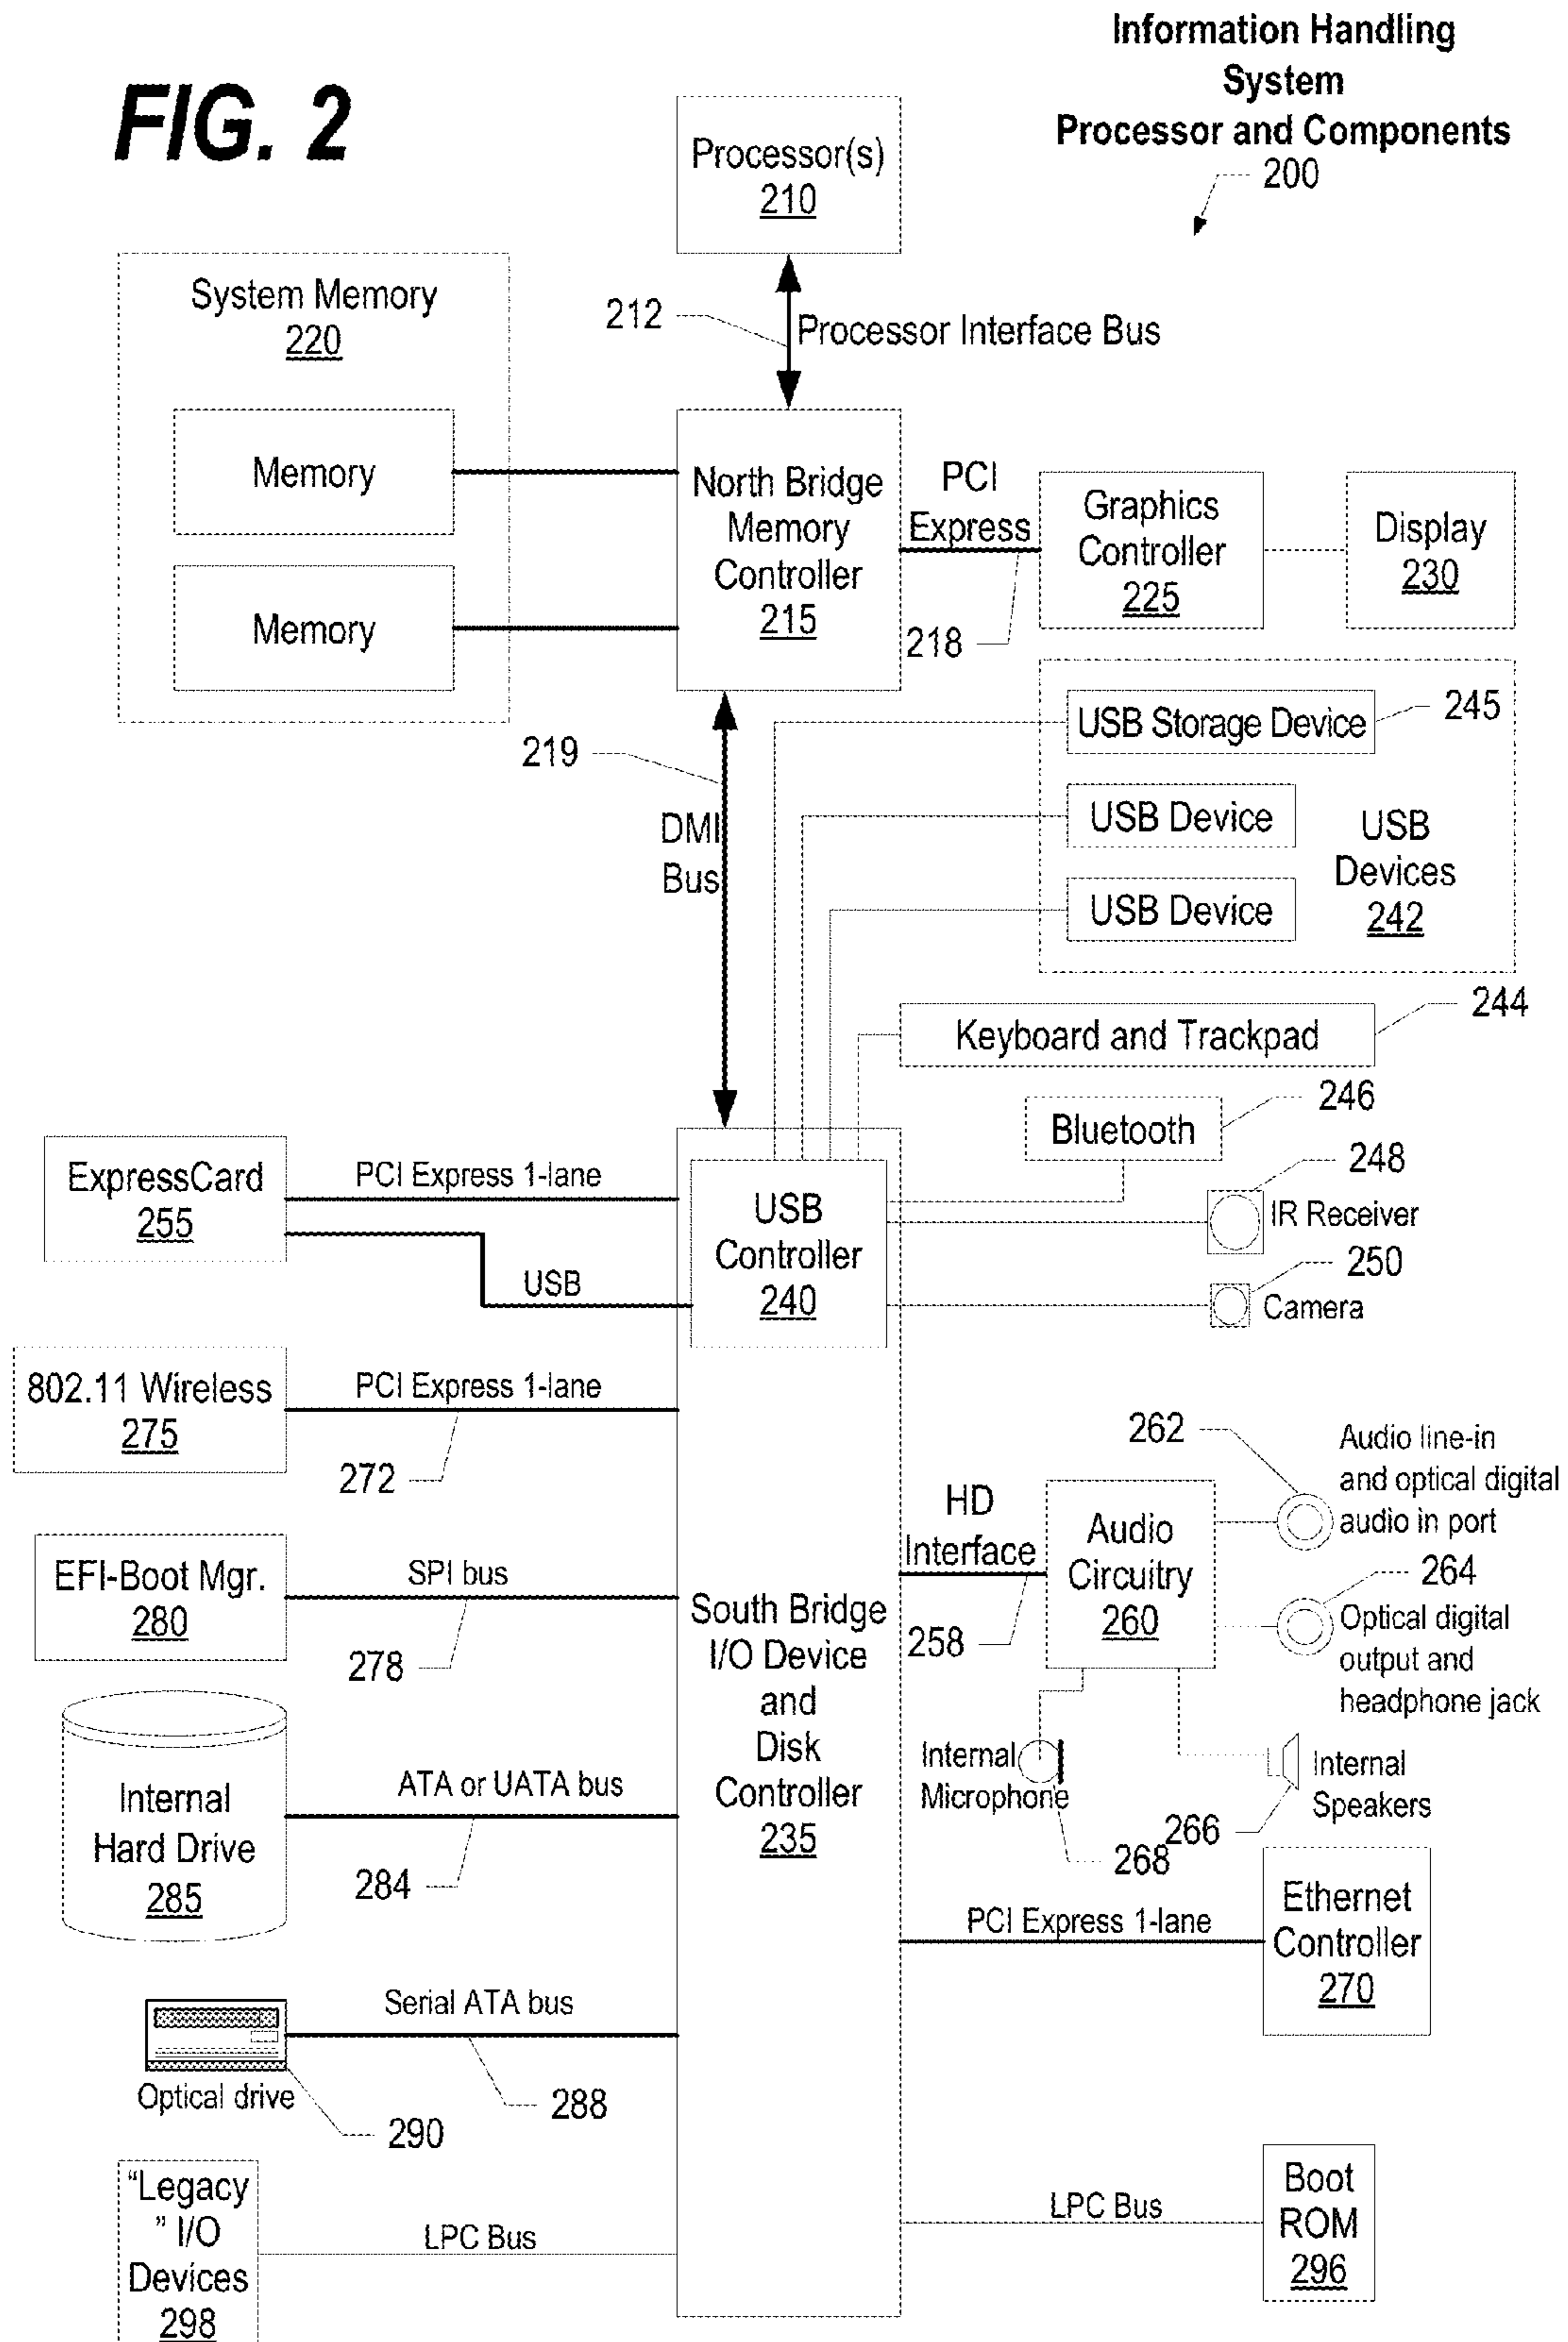 FIG. 2
Information Handling
System
Processor and Components
200
Processor(s)
210
System Memory
220
212
Processor Interface Bus
Memory
Memory
North Bridge
Memory
Controller
215
PCI
Express
218
Graphics
Controller
225
Display
230
219
DMI
Bus
USB Storage Device
245
USB Device
USB Device
USB
Devices
242
Keyboard and Trackpad
244
Bluetooth
246
248
IR Receiver
250
Camera
ExpressCard
255
PCI Express 1-lane
USB
USB
Controller
240
802.11 Wireless
275
PCI Express 1-lane
272
262
Audio line-in
and optical digital
audio in port
HD
Interface
258
Audio
Circuitry
260
264
Optical digital
output and
headphone jack
EFI-Boot Mgr.
280
SPI bus
278
South Bridge
I/O Device
and
Disk
Controller
235
Internal
Microphone
268
Internal
Speakers
266
Internal
Hard Drive
285
ATA or UATA bus
284
PCI Express 1-lane
Ethernet
Controller
270
Serial ATA bus
288
Optical drive
290
"Legacy
" I/O
Devices
298
LPC Bus
LPC Bus
Boot
ROM
296